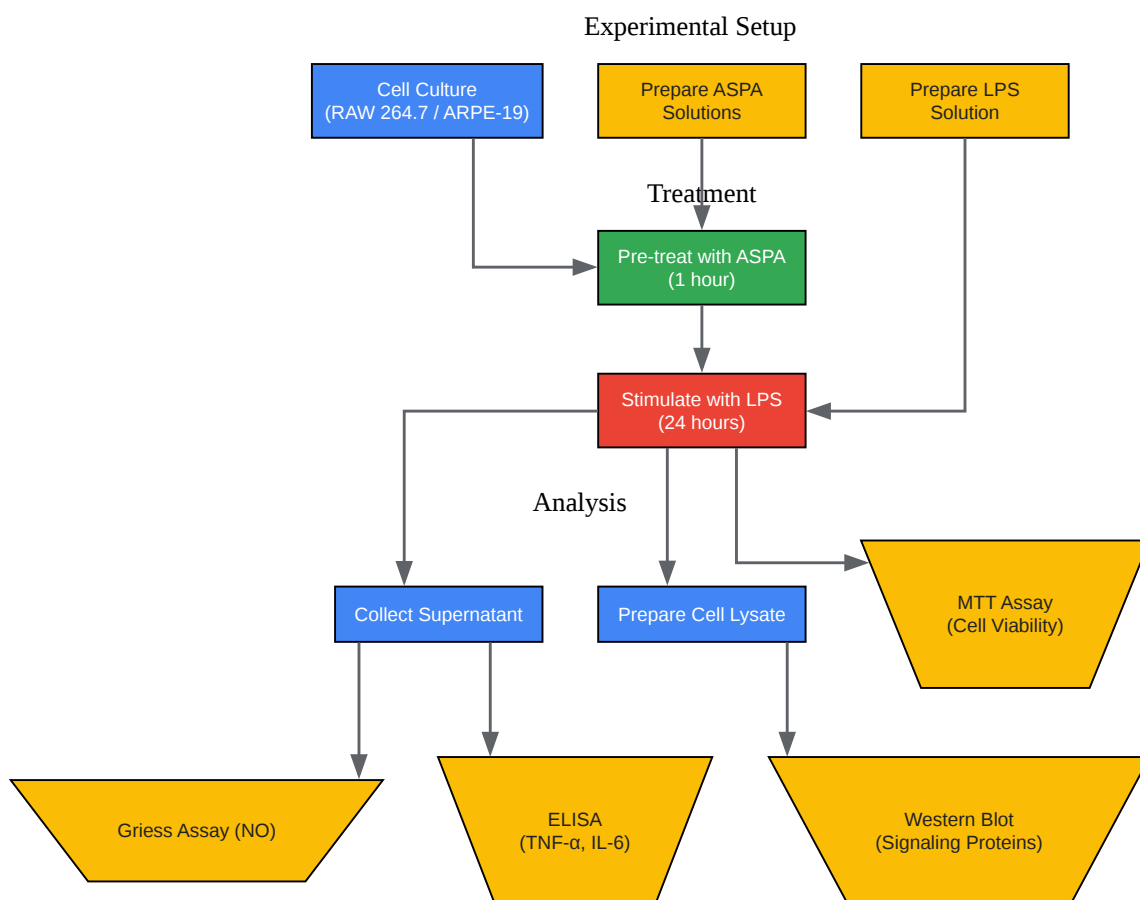 Experimental Setup
Cell Culture
(RAW 264.7 / ARPE-19)
Prepare ASPA
Solutions
Prepare LPS
Solution
Treatment
Pre-treat with ASPA
(1 hour)
Stimulate with LPS
(24 hours)
Analysis
Collect Supernatant
Prepare Cell Lysate
MTT Assay
(Cell Viability)
Griess Assay (NO)
ELISA
(TNF-α, IL-6)
Western Blot
(Signaling Proteins)